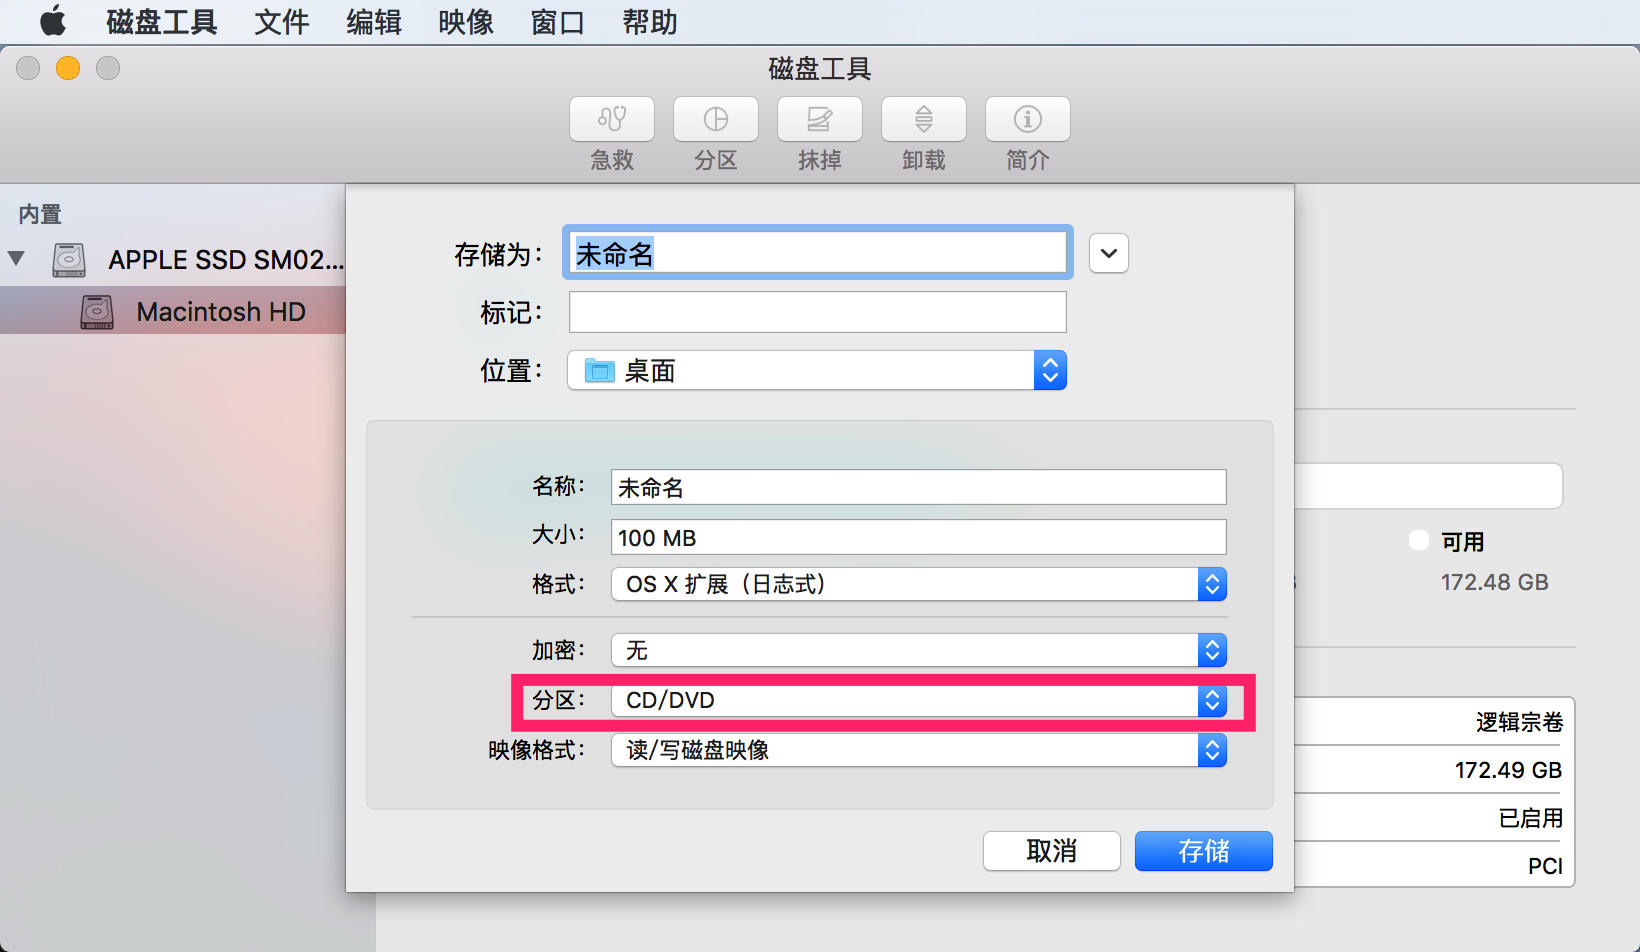 磁盘工具 文件 编辑 映像 窗口 帮助
磁盘工具
急救 分区 抹掉 卸载 简介
内置
APPLE SSD SM02...
Macintosh HD
存储为：
未命名
标记：
位置：
桌面
名称：
未命名
大小：
100 MB
格式：
OS X 扩展（日志式）
加密：
无
分区：
CD/DVD
映像格式：
读/写磁盘映像
取消
存储
可用
172.48 GB
逻辑宗卷
172.49 GB
已启用
PCI